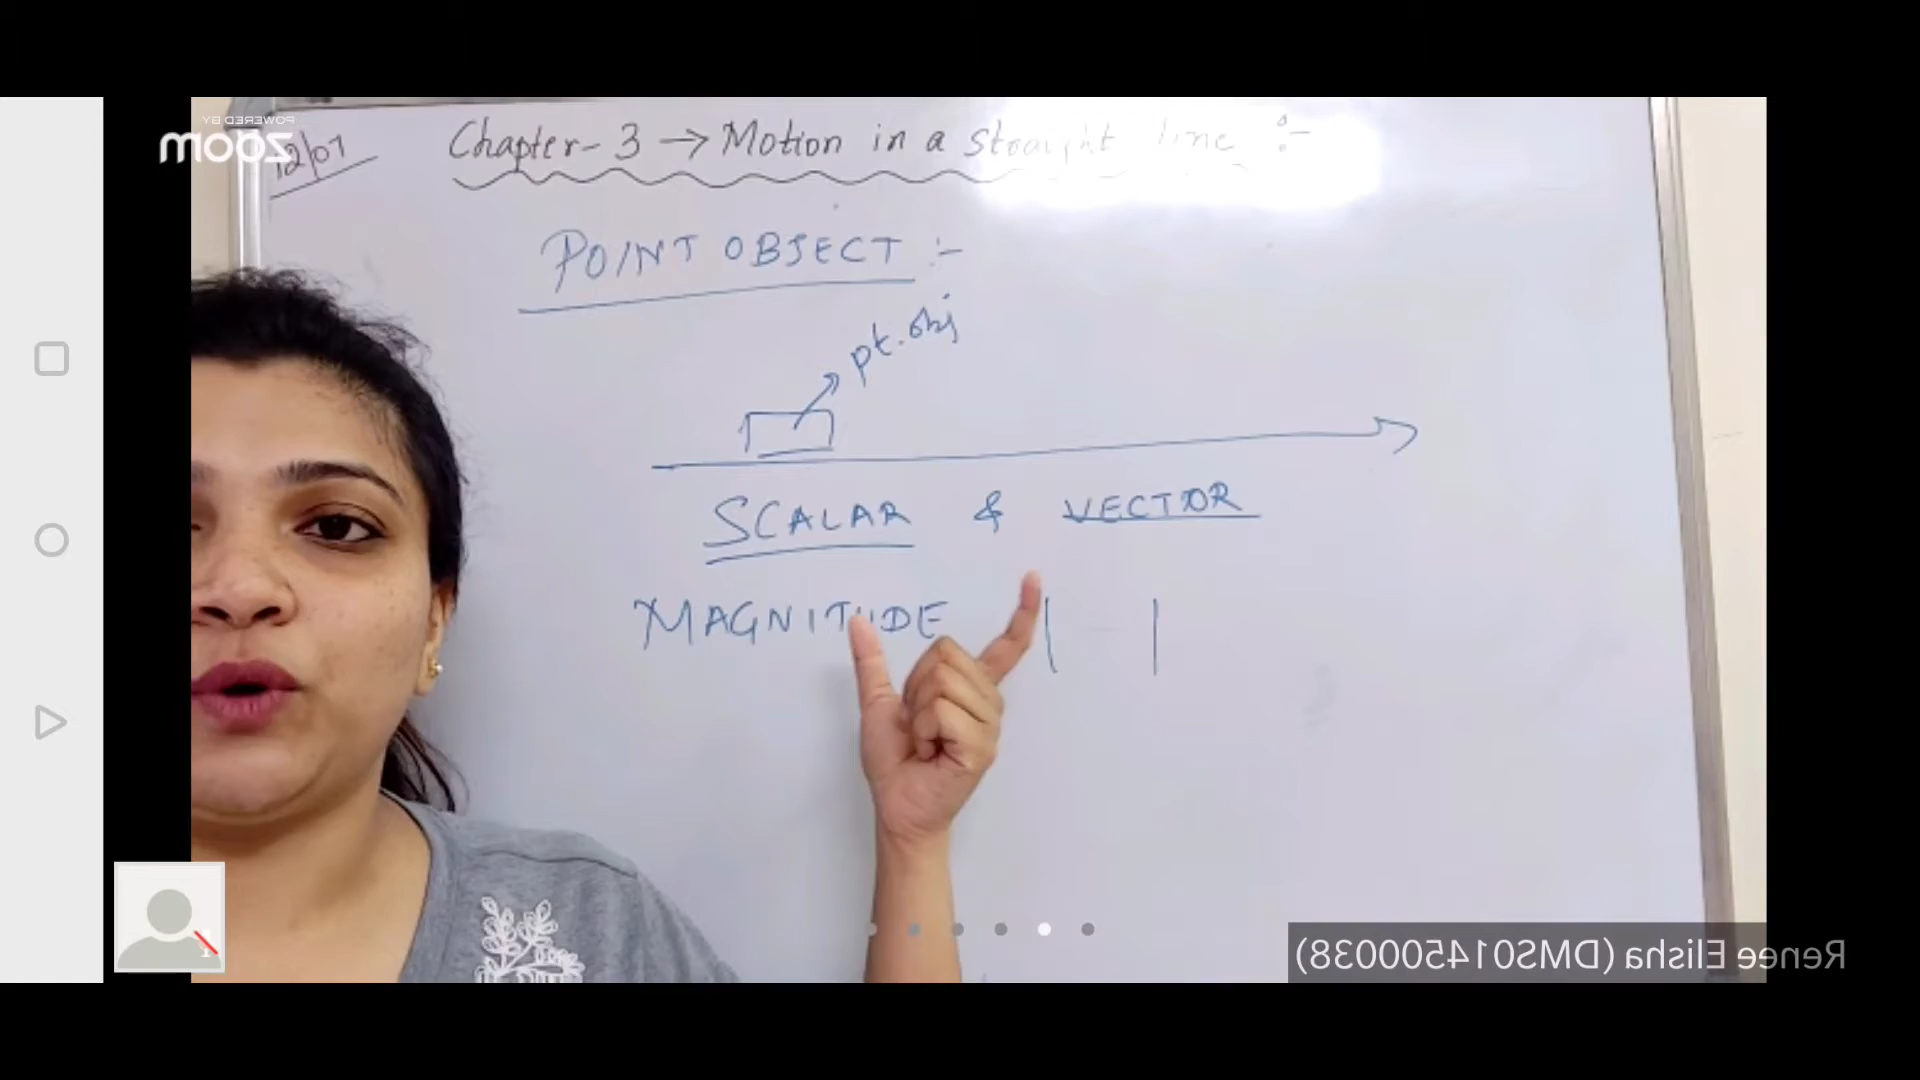 POWERED BY
zoom
12/07
Chapter-3 → Motion in a straight line :-
POINT OBJECT :-
pt. obj
SCALAR & VECTOR
MAGNITUDE | |
Renee Elisha (DMS014500038)